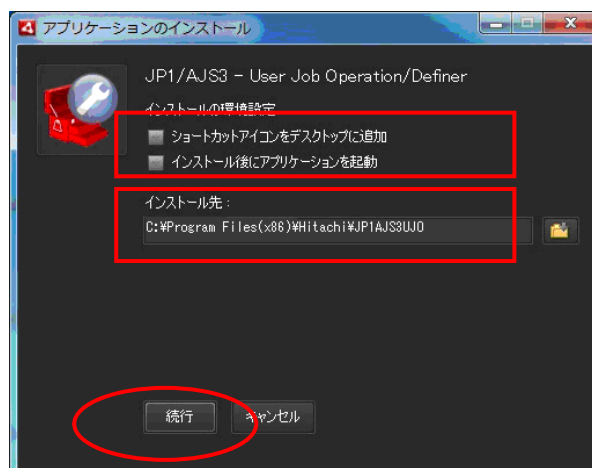 アプリケーションのインストール
JP1/AJS3 – User Job Operation/Definer
インストールの環境設定
ショートカットアイコンをデスクトップに追加
インストール後にアプリケーションを起動
インストール先:
C:¥Program Files(x86)¥Hitachi¥JP1AJS3UJO
続行
キャンセル